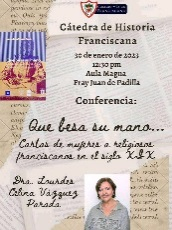 Cátedra de Historia
Franciscana
30 de enero de 2023
12:30 pm
Aula Magna
Fray Juan de Padilla
Conferencia:
Que besa su mano...
Cartas de mujeres a religiosos
franciscanos en el siglo XIX
Dra. Lourdes
Celina Vázquez
Parada